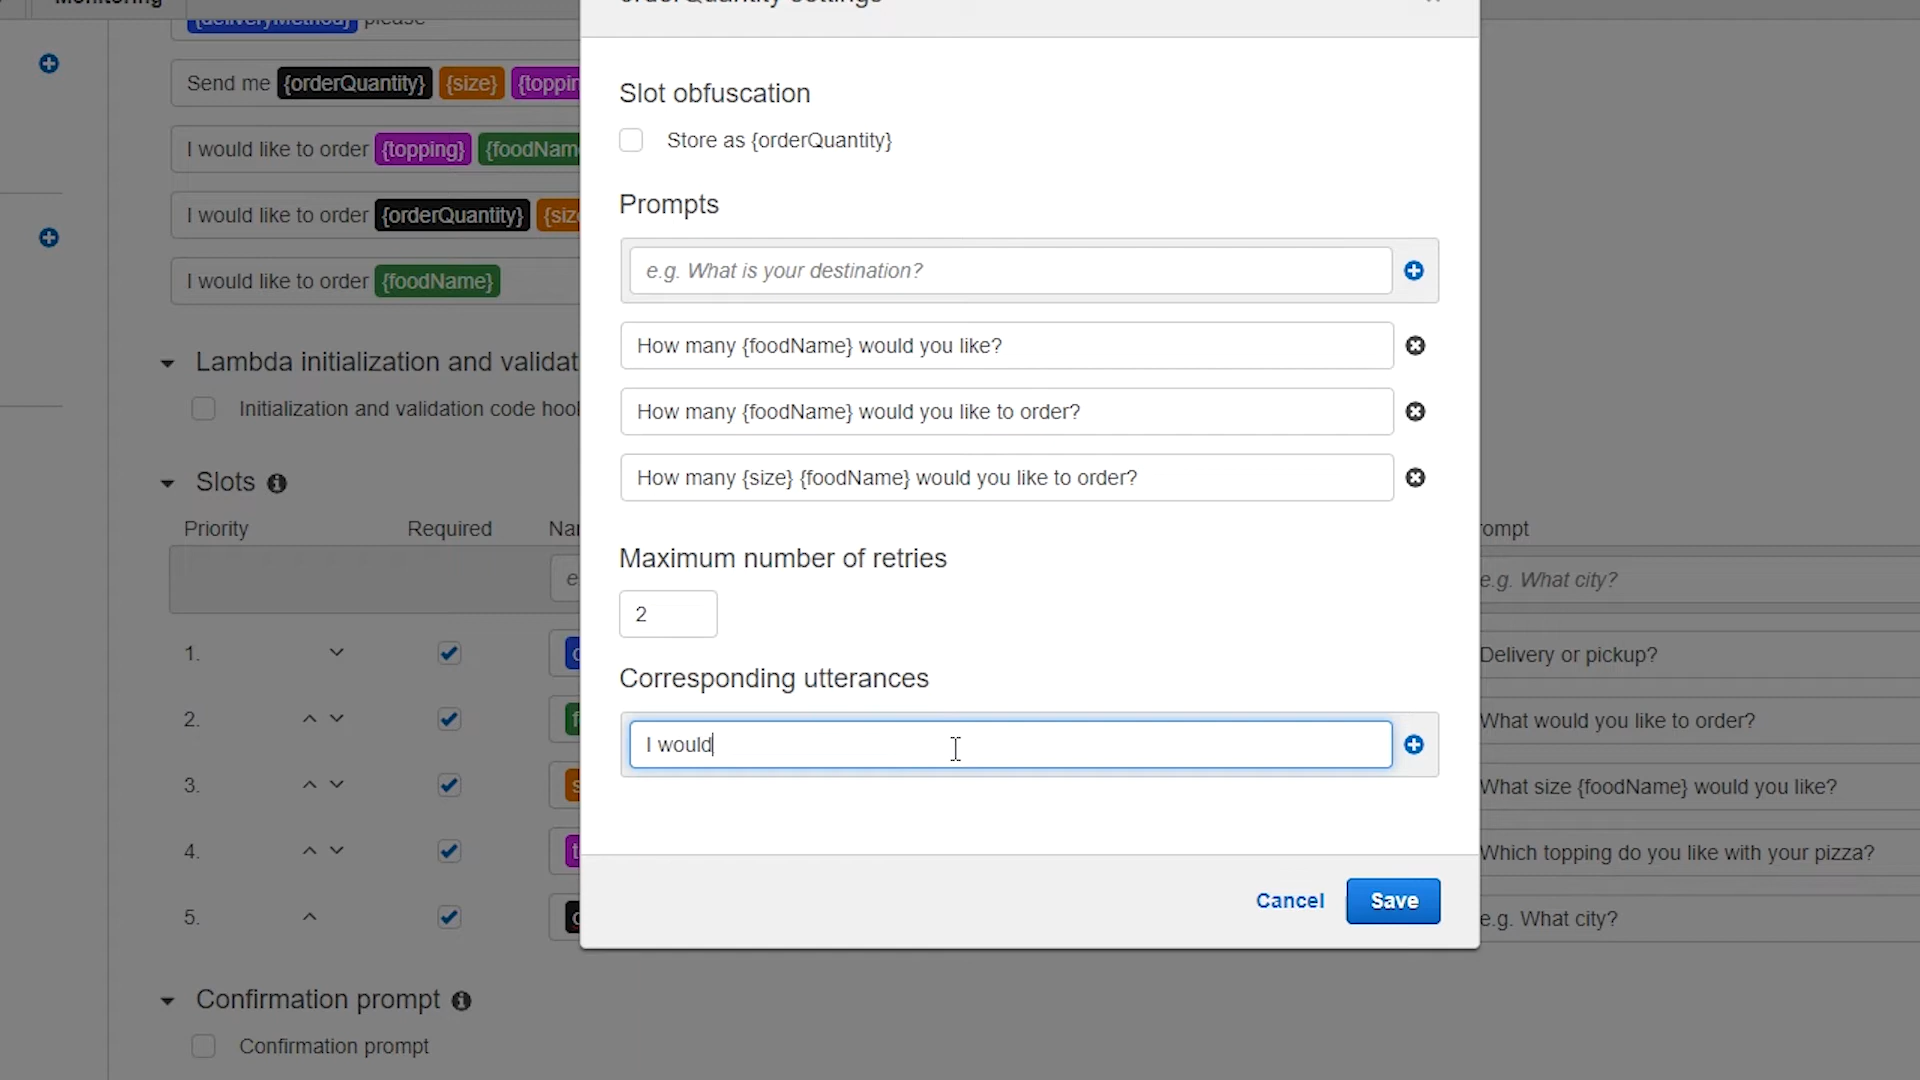 Monitoring
orderQuantity settings
{deliveryMethod} please
Send me {orderQuantity} {size} {toppin
I would like to order {topping} {foodNam
I would like to order {orderQuantity} {siz
I would like to order {foodName}
Lambda initialization and validat
Initialization and validation code hoo
Slots
Priority Required Na
1.
2.
3.
4.
5.
Confirmation prompt
Confirmation prompt
Slot obfuscation
Store as {orderQuantity}
Prompts
e.g. What is your destination?
How many {foodName} would you like?
How many {foodName} would you like to order?
How many {size} {foodName} would you like to order?
Maximum number of retries
2
Corresponding utterances
I would
Cancel Save
rompt
e.g. What city?
Delivery or pickup?
What would you like to order?
What size {foodName} would you like?
Which topping do you like with your pizza?
e.g. What city?